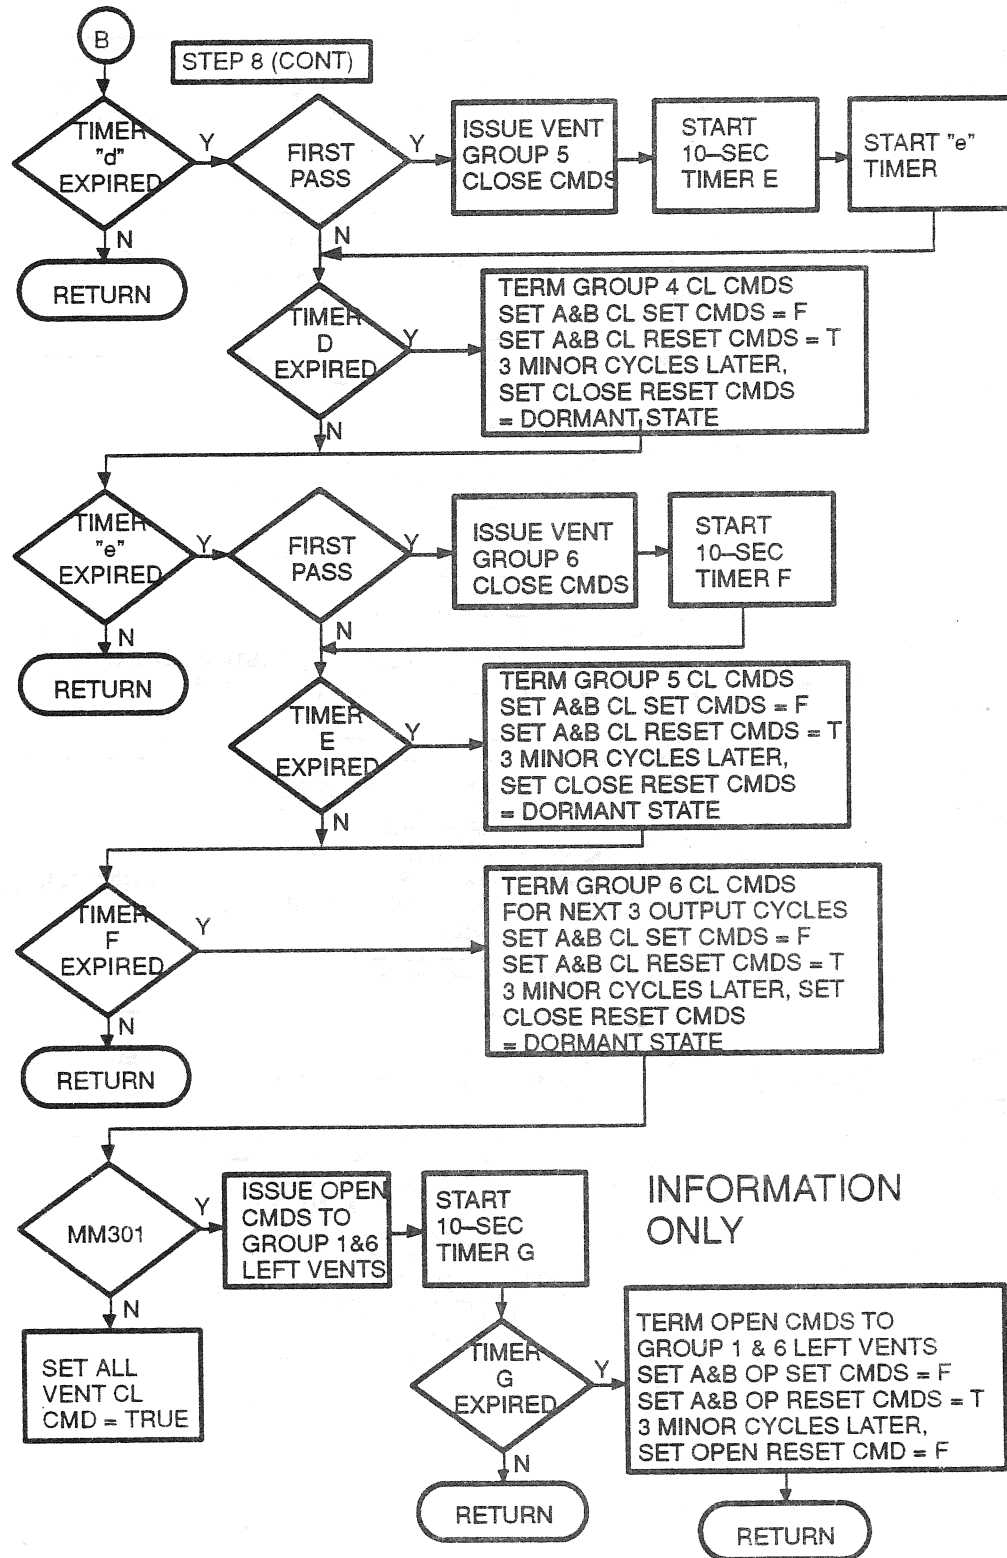 B
STEP 8 (CONT)
TIMER
"d"
EXPIRED
Y
N
RETURN
FIRST
PASS
Y
N
ISSUE VENT
GROUP 5
CLOSE CMDS
START
10–SEC
TIMER E
START "e"
TIMER
TIMER
D
EXPIRED
Y
N
TERM GROUP 4 CL CMDS
SET A&B CL SET CMDS = F
SET A&B CL RESET CMDS = T
3 MINOR CYCLES LATER,
SET CLOSE RESET CMDS
= DORMANT STATE
TIMER
"e"
EXPIRED
Y
N
RETURN
FIRST
PASS
Y
N
ISSUE VENT
GROUP 6
CLOSE CMDS
START
10–SEC
TIMER F
TIMER
E
EXPIRED
Y
N
TERM GROUP 5 CL CMDS
SET A&B CL SET CMDS = F
SET A&B CL RESET CMDS = T
3 MINOR CYCLES LATER,
SET CLOSE RESET CMDS
= DORMANT STATE
TIMER
F
EXPIRED
Y
N
RETURN
TERM GROUP 6 CL CMDS
FOR NEXT 3 OUTPUT CYCLES
SET A&B CL SET CMDS = F
SET A&B CL RESET CMDS = T
3 MINOR CYCLES LATER, SET
CLOSE RESET CMDS
= DORMANT STATE
MM301
Y
N
SET ALL
VENT CL
CMD = TRUE
ISSUE OPEN
CMDS TO
GROUP 1&6
LEFT VENTS
START
10–SEC
TIMER G
INFORMATION
ONLY
TIMER
G
EXPIRED
Y
N
RETURN
TERM OPEN CMDS TO
GROUP 1 & 6 LEFT VENTS
SET A&B OP SET CMDS = F
SET A&B OP RESET CMDS = T
3 MINOR CYCLES LATER,
SET OPEN RESET CMD = F
RETURN